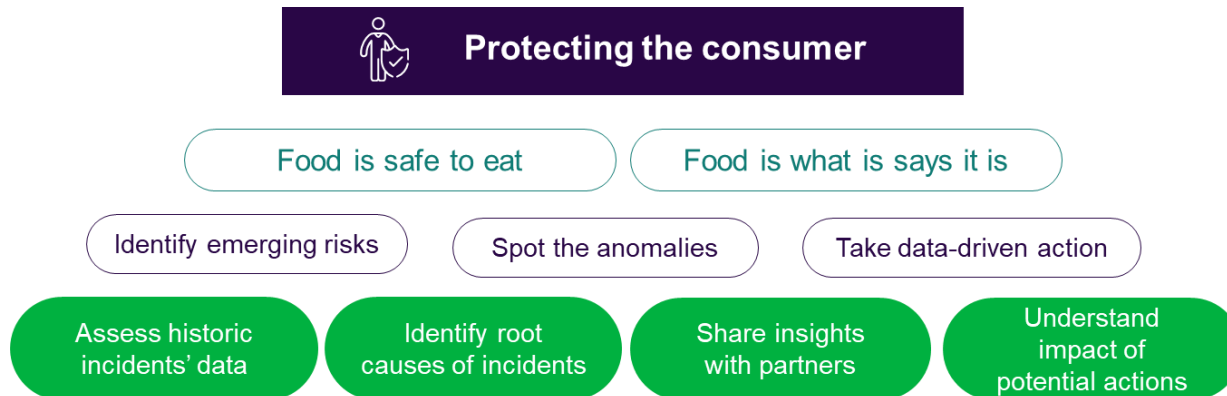 Protecting the consumer
Food is safe to eat
Food is what is says it is
Identify emerging risks
Spot the anomalies
Take data-driven action
Assess historic
incidents’ data
Identify root
causes of incidents
Share insights
with partners
Understand
impact of
potential actions